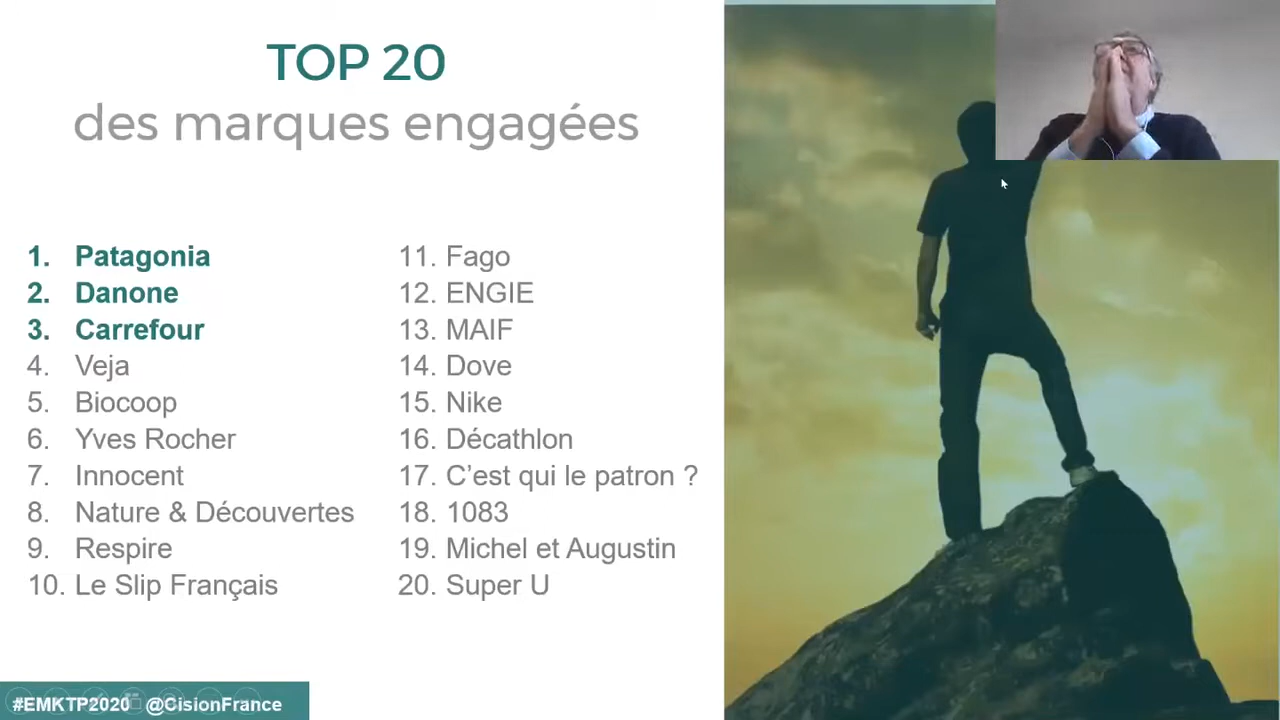 TOP 20
des marques engagées
1. Patagonia
2. Danone
3. Carrefour
4. Veja
5. Biocoop
6. Yves Rocher
7. Innocent
8. Nature & Découvertes
9. Respire
10. Le Slip Français
11. Fago
12. ENGIE
13. MAIF
14. Dove
15. Nike
16. Décathlon
17. C’est qui le patron ?
18. 1083
19. Michel et Augustin
20. Super U
#EMKTP2020 @CisionFrance